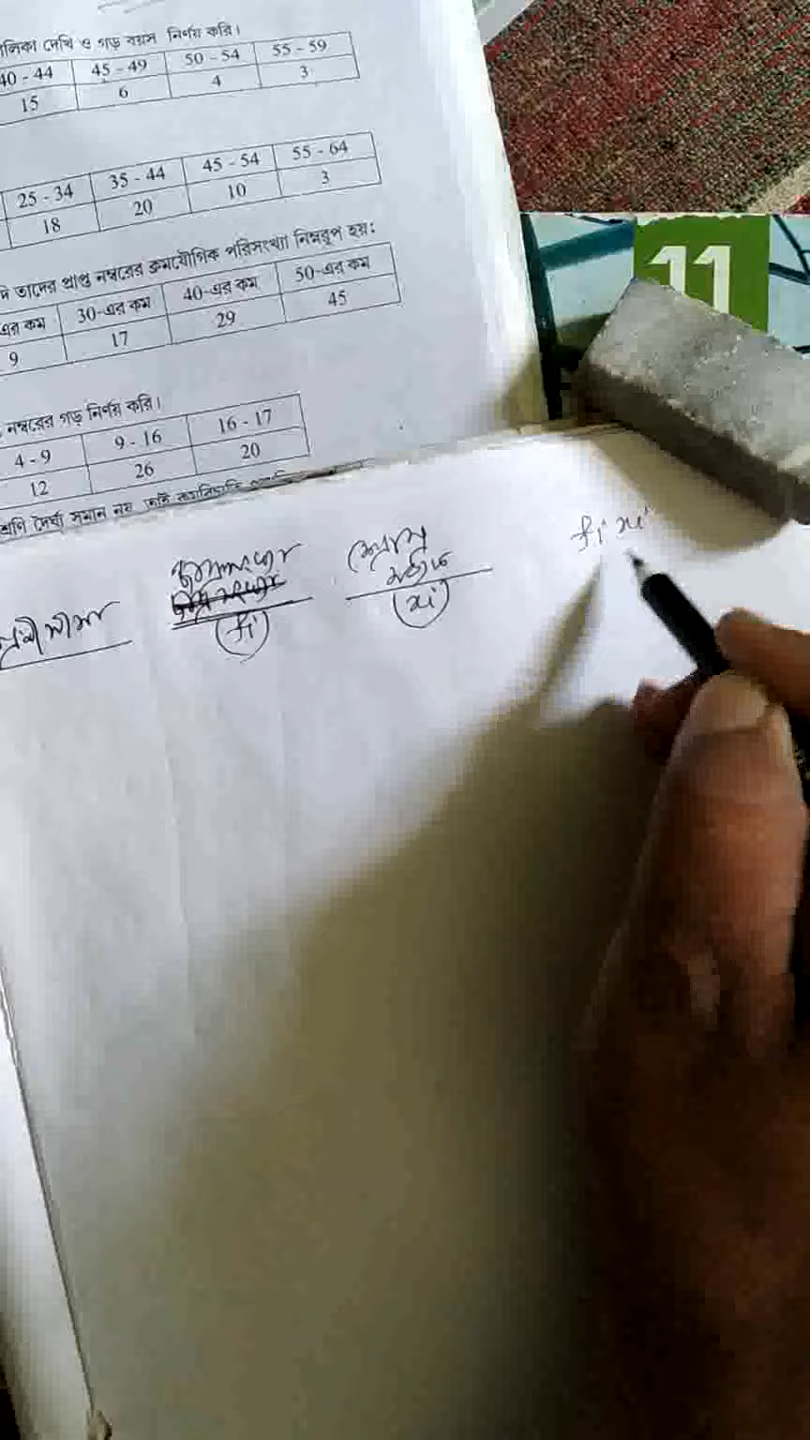 লিকা দেখি ও গড় বয়স নির্ণয় করি।
40 - 44 45 - 49 50 - 54 55 - 59
15 6 4 3
25 - 34 35 - 44 45 - 54 55 - 64
18 20 10 3
তাদের প্রাপ্ত নম্বরের ক্রমযৌগিক পরিসংখ্যা নিম্নরূপ হয়:
এর কম 30-এর কম 40-এর কম 50-এর কম
9 17 29 45
নম্বরের গড় নির্ণয় করি।
4 - 9 9 - 16 16 - 17
12 26 20
শ্রেণি দৈর্ঘ্য সমান নয়
11
fi xi
(fi) (xi)